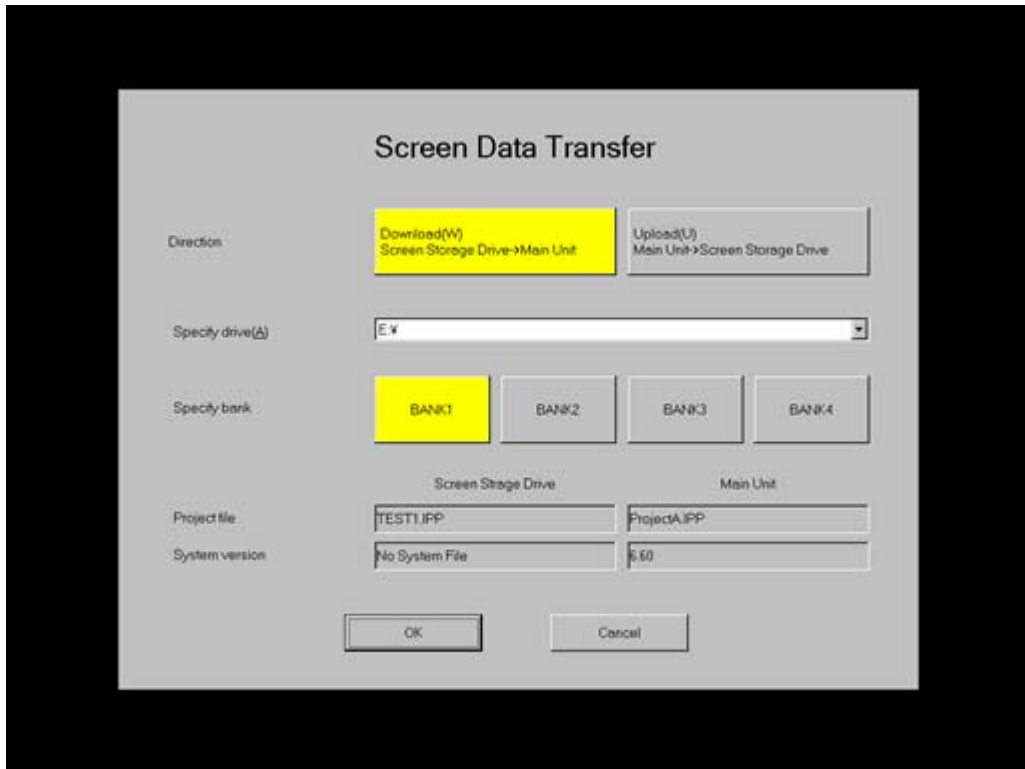 Screen Data Transfer
Direction
Download(W)
Screen Storage Drive->Main Unit
Upload(U)
Main Unit->Screen Storage Drive
Specify drive(A)
E:¥
Specify bank
BANK1
BANK2
BANK3
BANK4
Screen Strage Drive
Main Unit
Project file
TEST1.IPP
ProjectA.IPP
System version
No System File
6.60
OK
Cancel